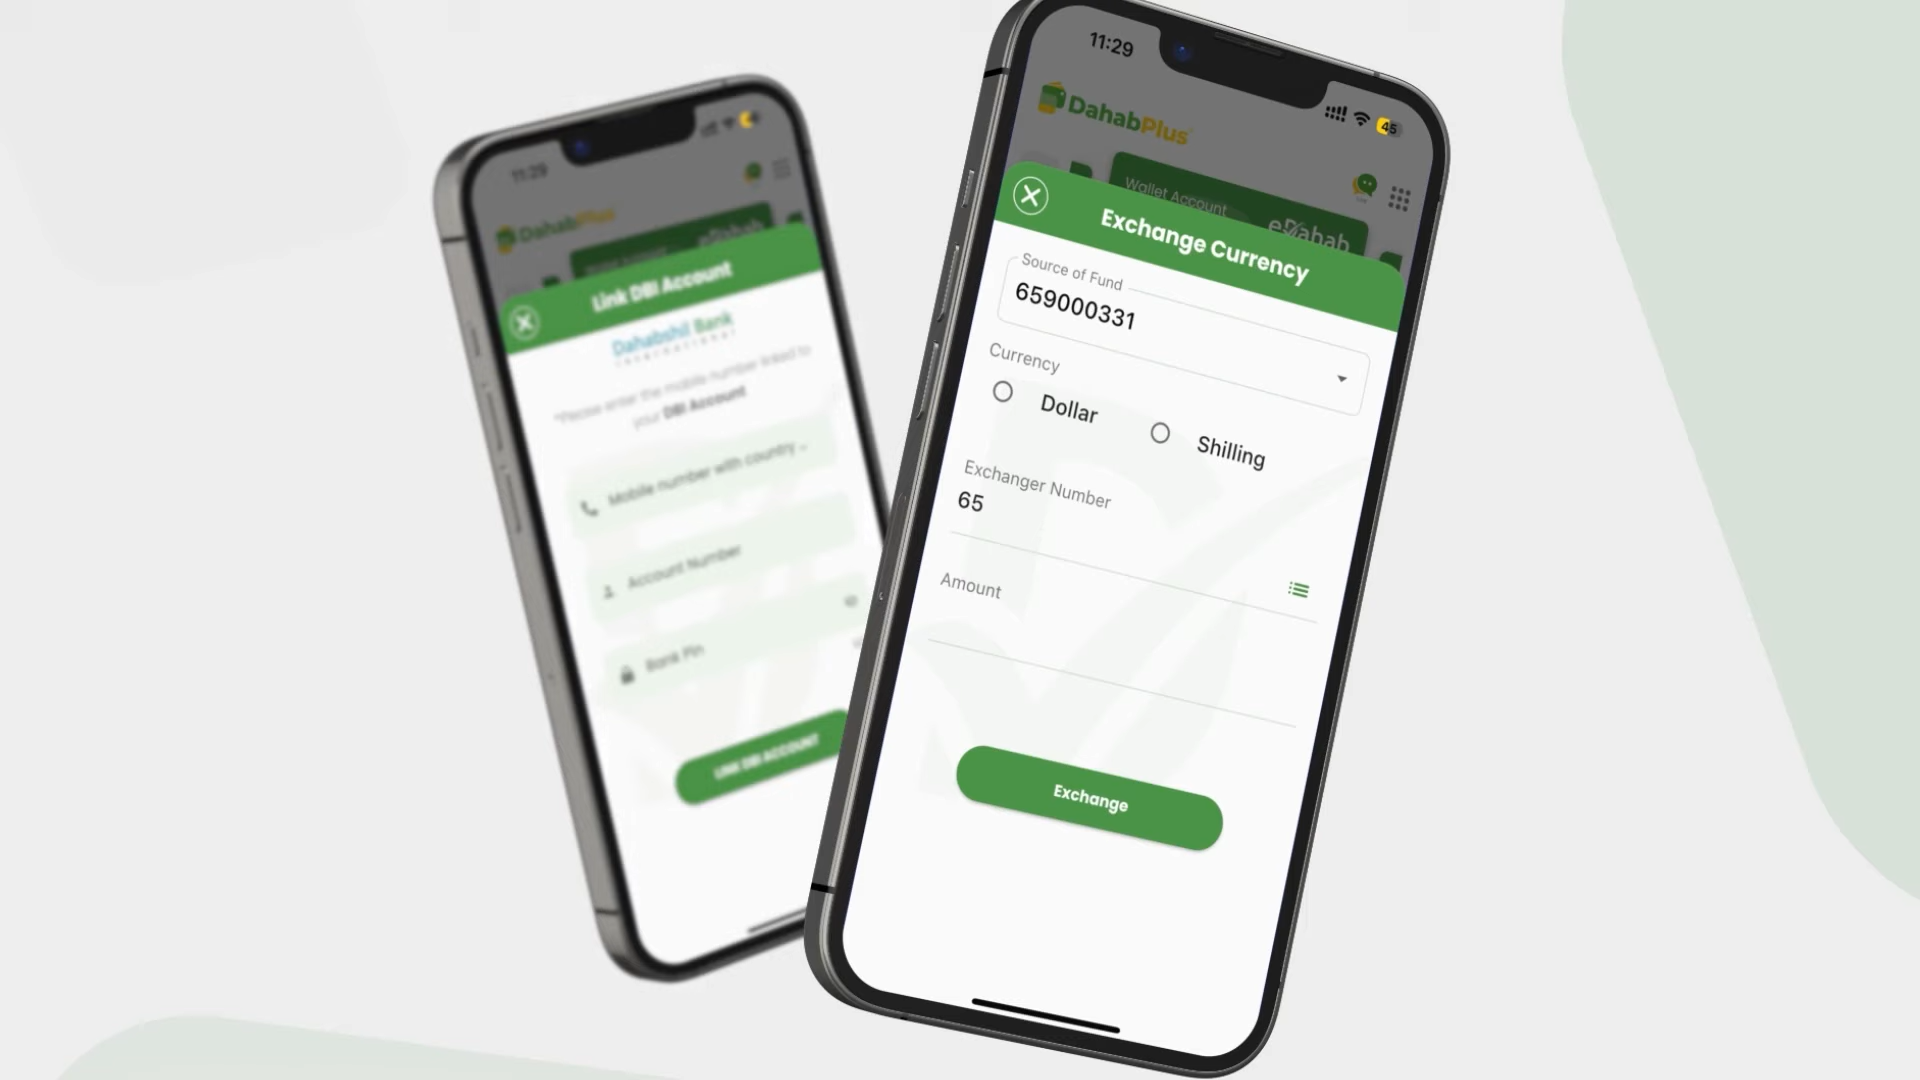 11:29
DahabPlus
Link DBI Account
Dahabshil Bank
INTERNATIONAL
*Please enter the mobile number linked to
your DBI Account
Mobile number with country ..
Account Number
Bank Pin
LINK DBI ACCOUNT
11:29
45
DahabPlus
Wallet Account
eDahab
Exchange Currency
Source of Fund
659000331
Currency
Dollar
Shilling
Exchanger Number
65
Amount
Exchange